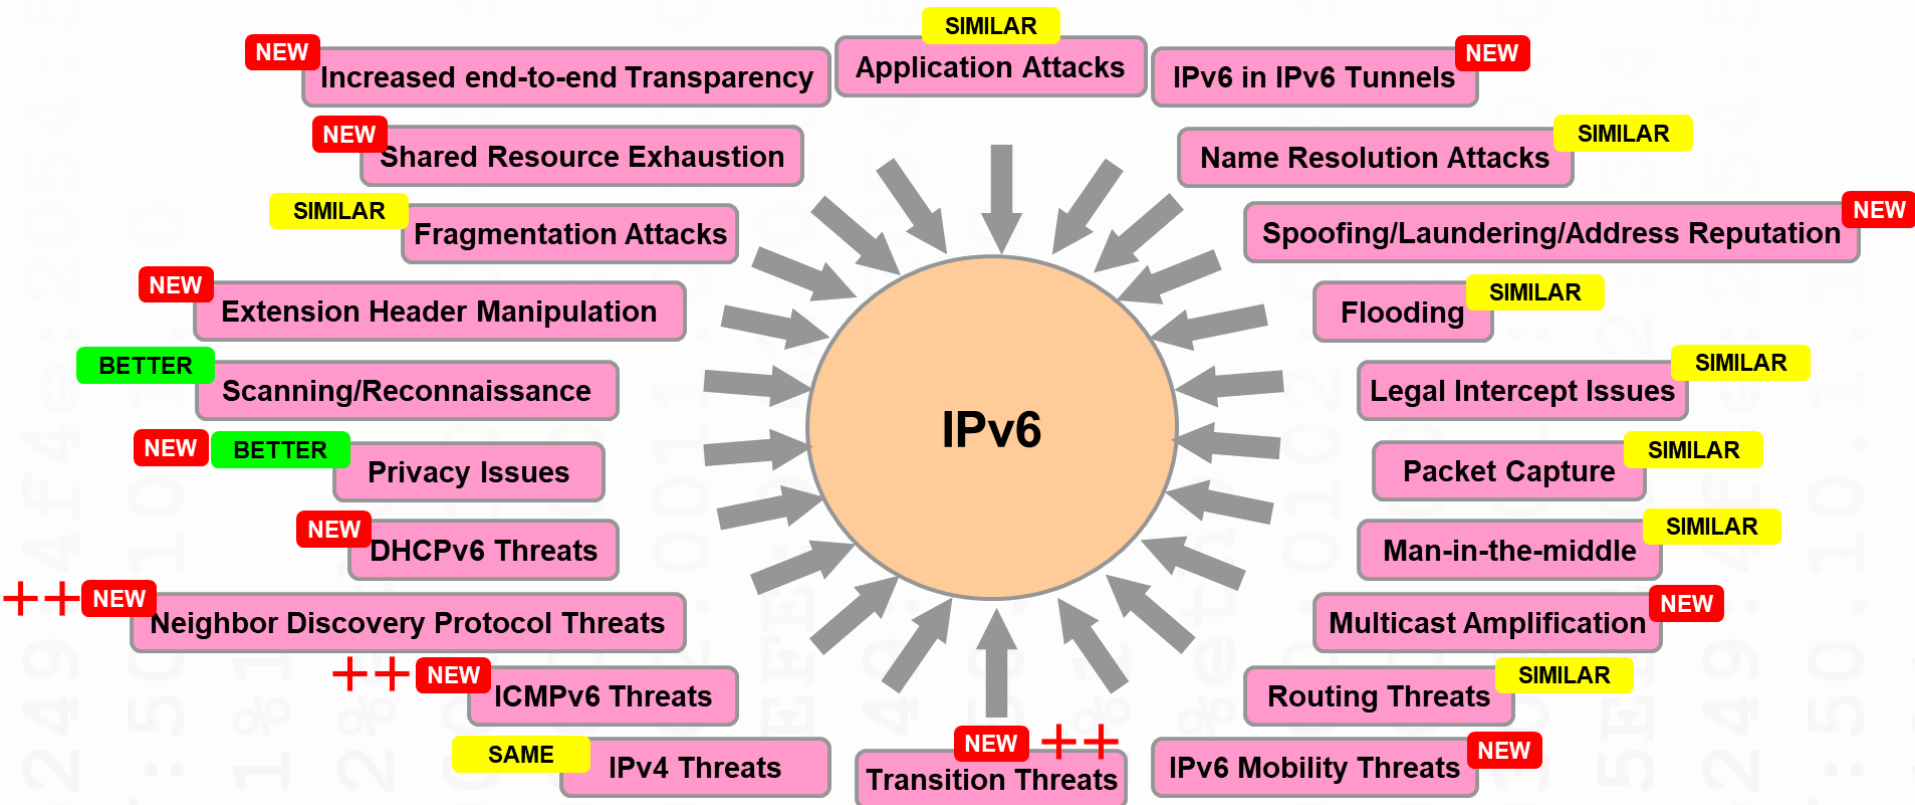 SIMILAR
Application Attacks
NEW
Increased end-to-end Transparency
IPv6 in IPv6 Tunnels
NEW
NEW
Shared Resource Exhaustion
Name Resolution Attacks
SIMILAR
SIMILAR
Fragmentation Attacks
Spoofing/Laundering/Address Reputation
NEW
NEW
Extension Header Manipulation
Flooding
SIMILAR
BETTER
Scanning/Reconnaissance
Legal Intercept Issues
SIMILAR
IPv6
NEW
BETTER
Privacy Issues
Packet Capture
SIMILAR
NEW
DHCPv6 Threats
Man-in-the-middle
SIMILAR
++
NEW
Neighbor Discovery Protocol Threats
Multicast Amplification
NEW
++
NEW
ICMPv6 Threats
Routing Threats
SIMILAR
SAME
IPv4 Threats
NEW
++
Transition Threats
IPv6 Mobility Threats
NEW